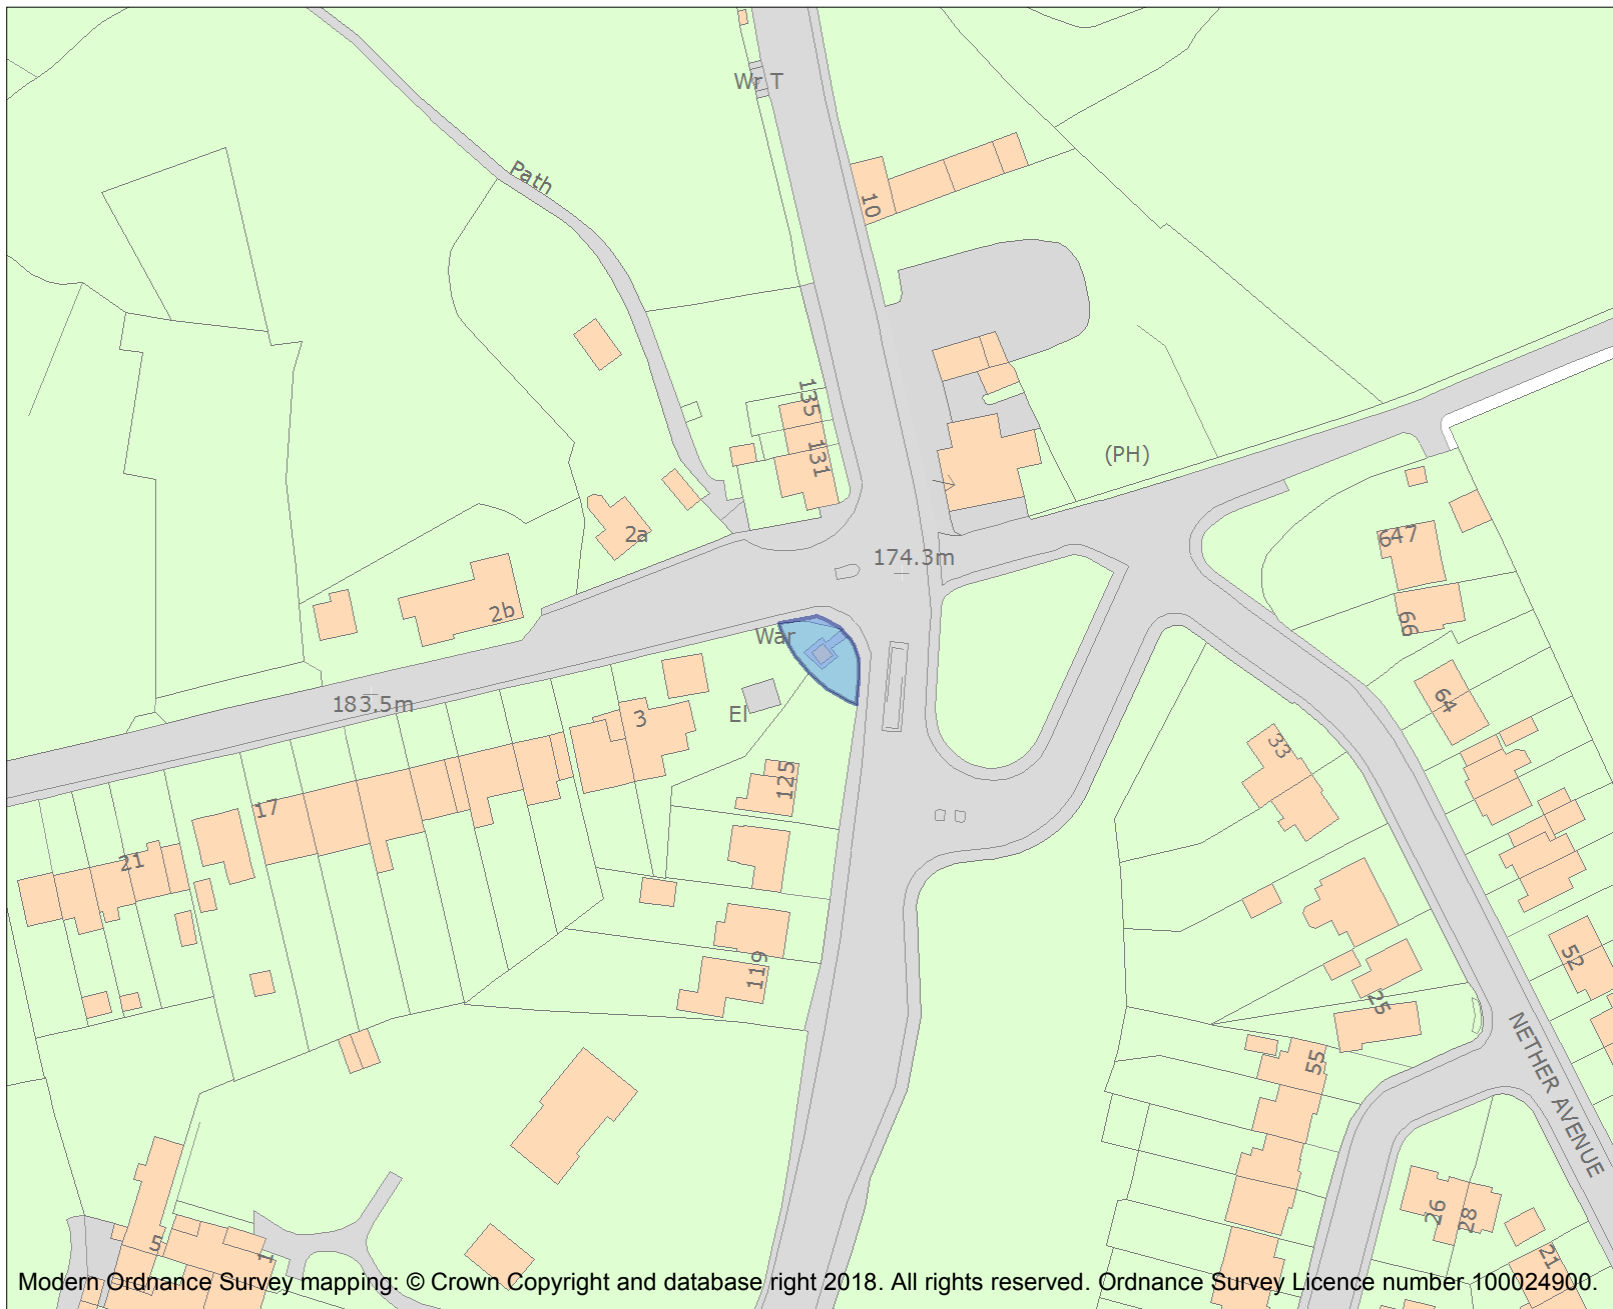 Wr T
Path
10
135
131
(PH)
2a
174.3m
647
2b
66
War
183.5m
El
3
64
33
125
17
21
52
119
25
NETHER AVENUE
55
26
28
5
1
21
Modern Ordnance Survey mapping: © Crown Copyright and database right 2018. All rights reserved. Ordnance Survey Licence number 100024900.